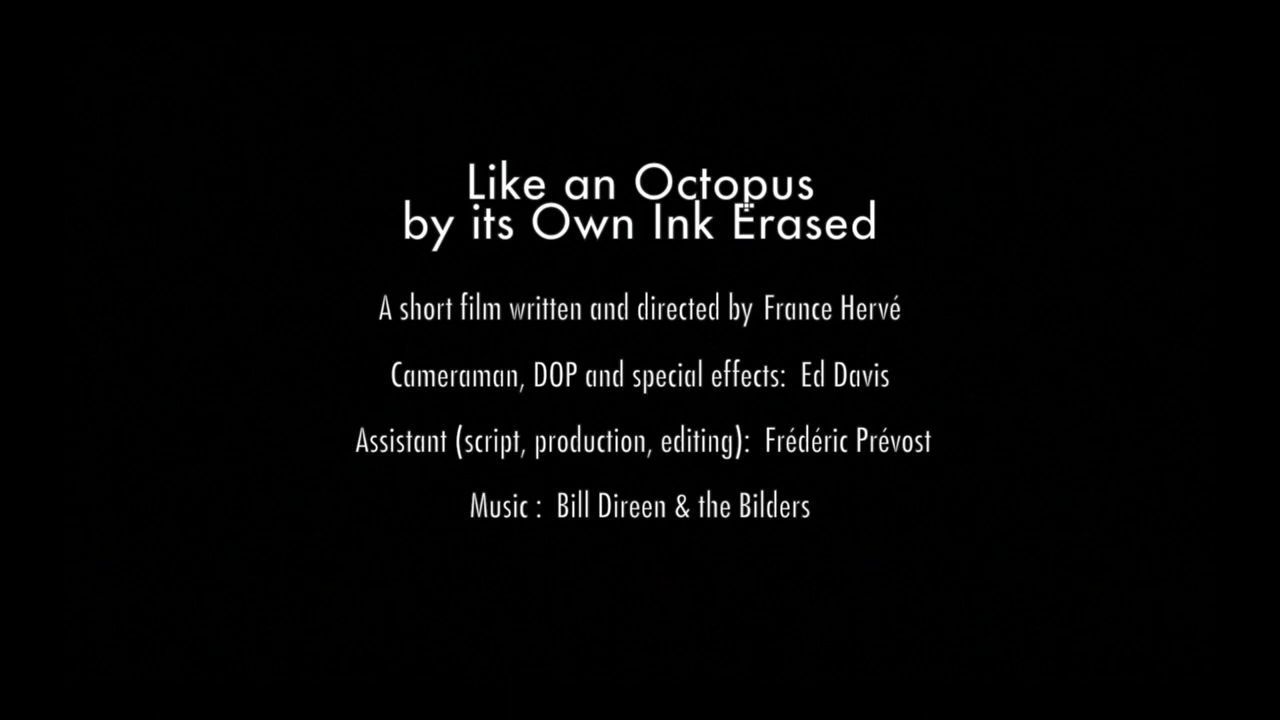 Like an Octopus
by its Own Ink Erased
A short film written and directed by France Hervé
Cameraman, DOP and special effects: Ed Davis
Assistant (script, production, editing): Frédéric Prévost
Music : Bill Direen & the Bilders